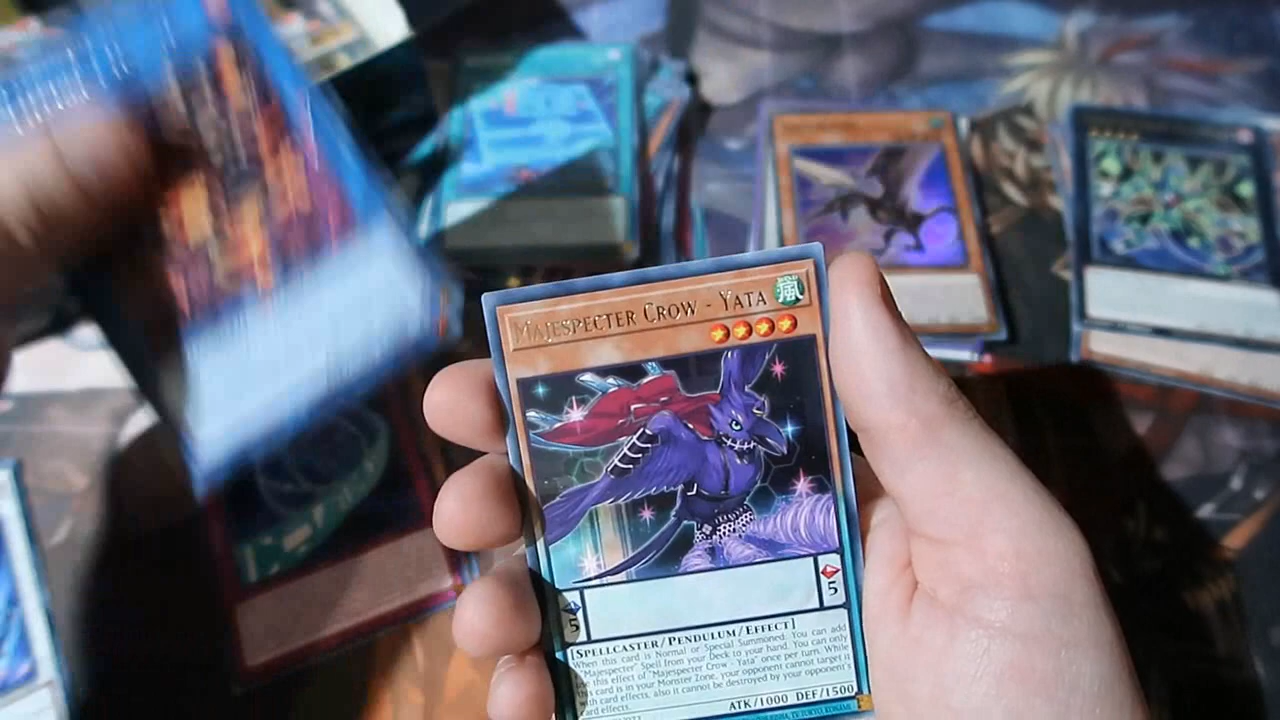 MAJESPECTER CROW - YATA
嵐
5
5
[SPELLCASTER/PENDULUM/EFFECT]
When this card is Normal or Special Summoned: You can add
"Majespecter" Spell from your Deck to your hand. You can only
use this effect of "Majespecter Crow - Yata" once per turn. While
this card is in your Monster Zone, your opponent cannot target it
with card effects, also it cannot be destroyed by your opponent's
card effects.
ATK/1000 DEF/1500